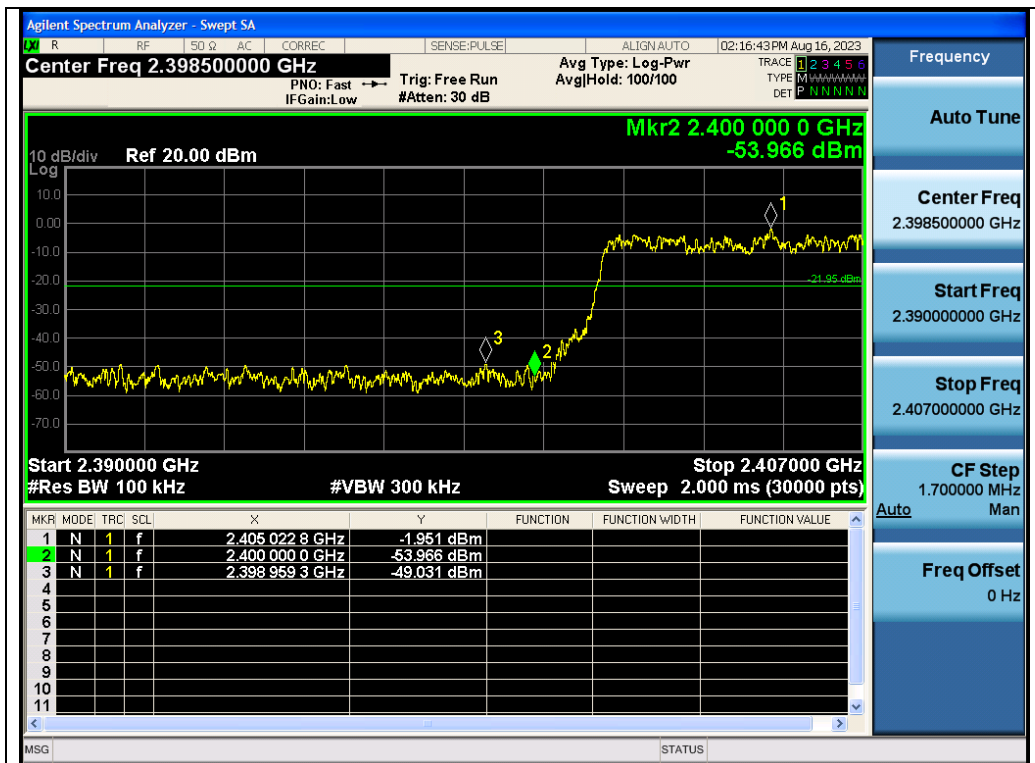 Agilent Spectrum Analyzer - Swept SA
LXI R RF 50 Ω AC CORREC SENSE:PULSE ALIGN AUTO 02:16:43 PM Aug 16, 2023
Center Freq 2.398500000 GHz
PNO: Fast
IFGain:Low
Trig: Free Run
#Atten: 30 dB
Avg Type: Log-Pwr
Avg|Hold: 100/100
TRACE 1 2 3 4 5 6
TYPE M
DET P N N N N N
Mkr2 2.400 000 0 GHz
-53.966 dBm
10 dB/div Ref 20.00 dBm
Log
10.0
0.00
-10.0
-20.0
-30.0
-40.0
-50.0
-60.0
-70.0
1
-21.95 dBm
3
2
Start 2.390000 GHz Stop 2.407000 GHz
#Res BW 100 kHz #VBW 300 kHz Sweep 2.000 ms (30000 pts)
MKR MODE TRC SCL X Y FUNCTION FUNCTION WIDTH FUNCTION VALUE
1 N 1 f 2.405 022 8 GHz -1.951 dBm
2 N 1 f 2.400 000 0 GHz -53.966 dBm
3 N 1 f 2.398 959 3 GHz -49.031 dBm
4
5
6
7
8
9
10
11
MSG STATUS
Frequency
Auto Tune
Center Freq
2.398500000 GHz
Start Freq
2.390000000 GHz
Stop Freq
2.407000000 GHz
CF Step
1.700000 MHz
Auto Man
Freq Offset
0 Hz